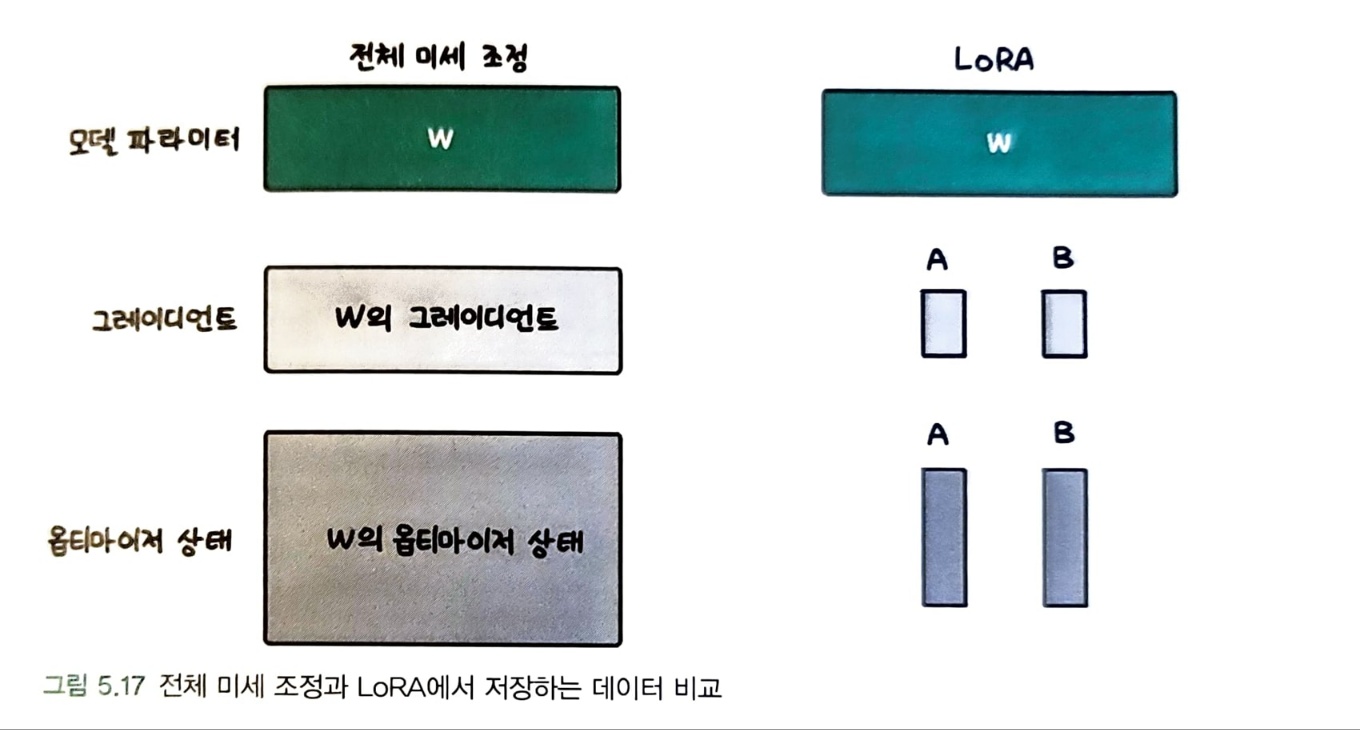 전체 미세 조정
LoRA
모델 파라미터
W
W
A
B
그레이디언트
W의 그레이디언트
A
B
옵티마이저 상태
W의 옵티마이저 상태
그림 5.17 전체 미세 조정과 LoRA에서 저장하는 데이터 비교